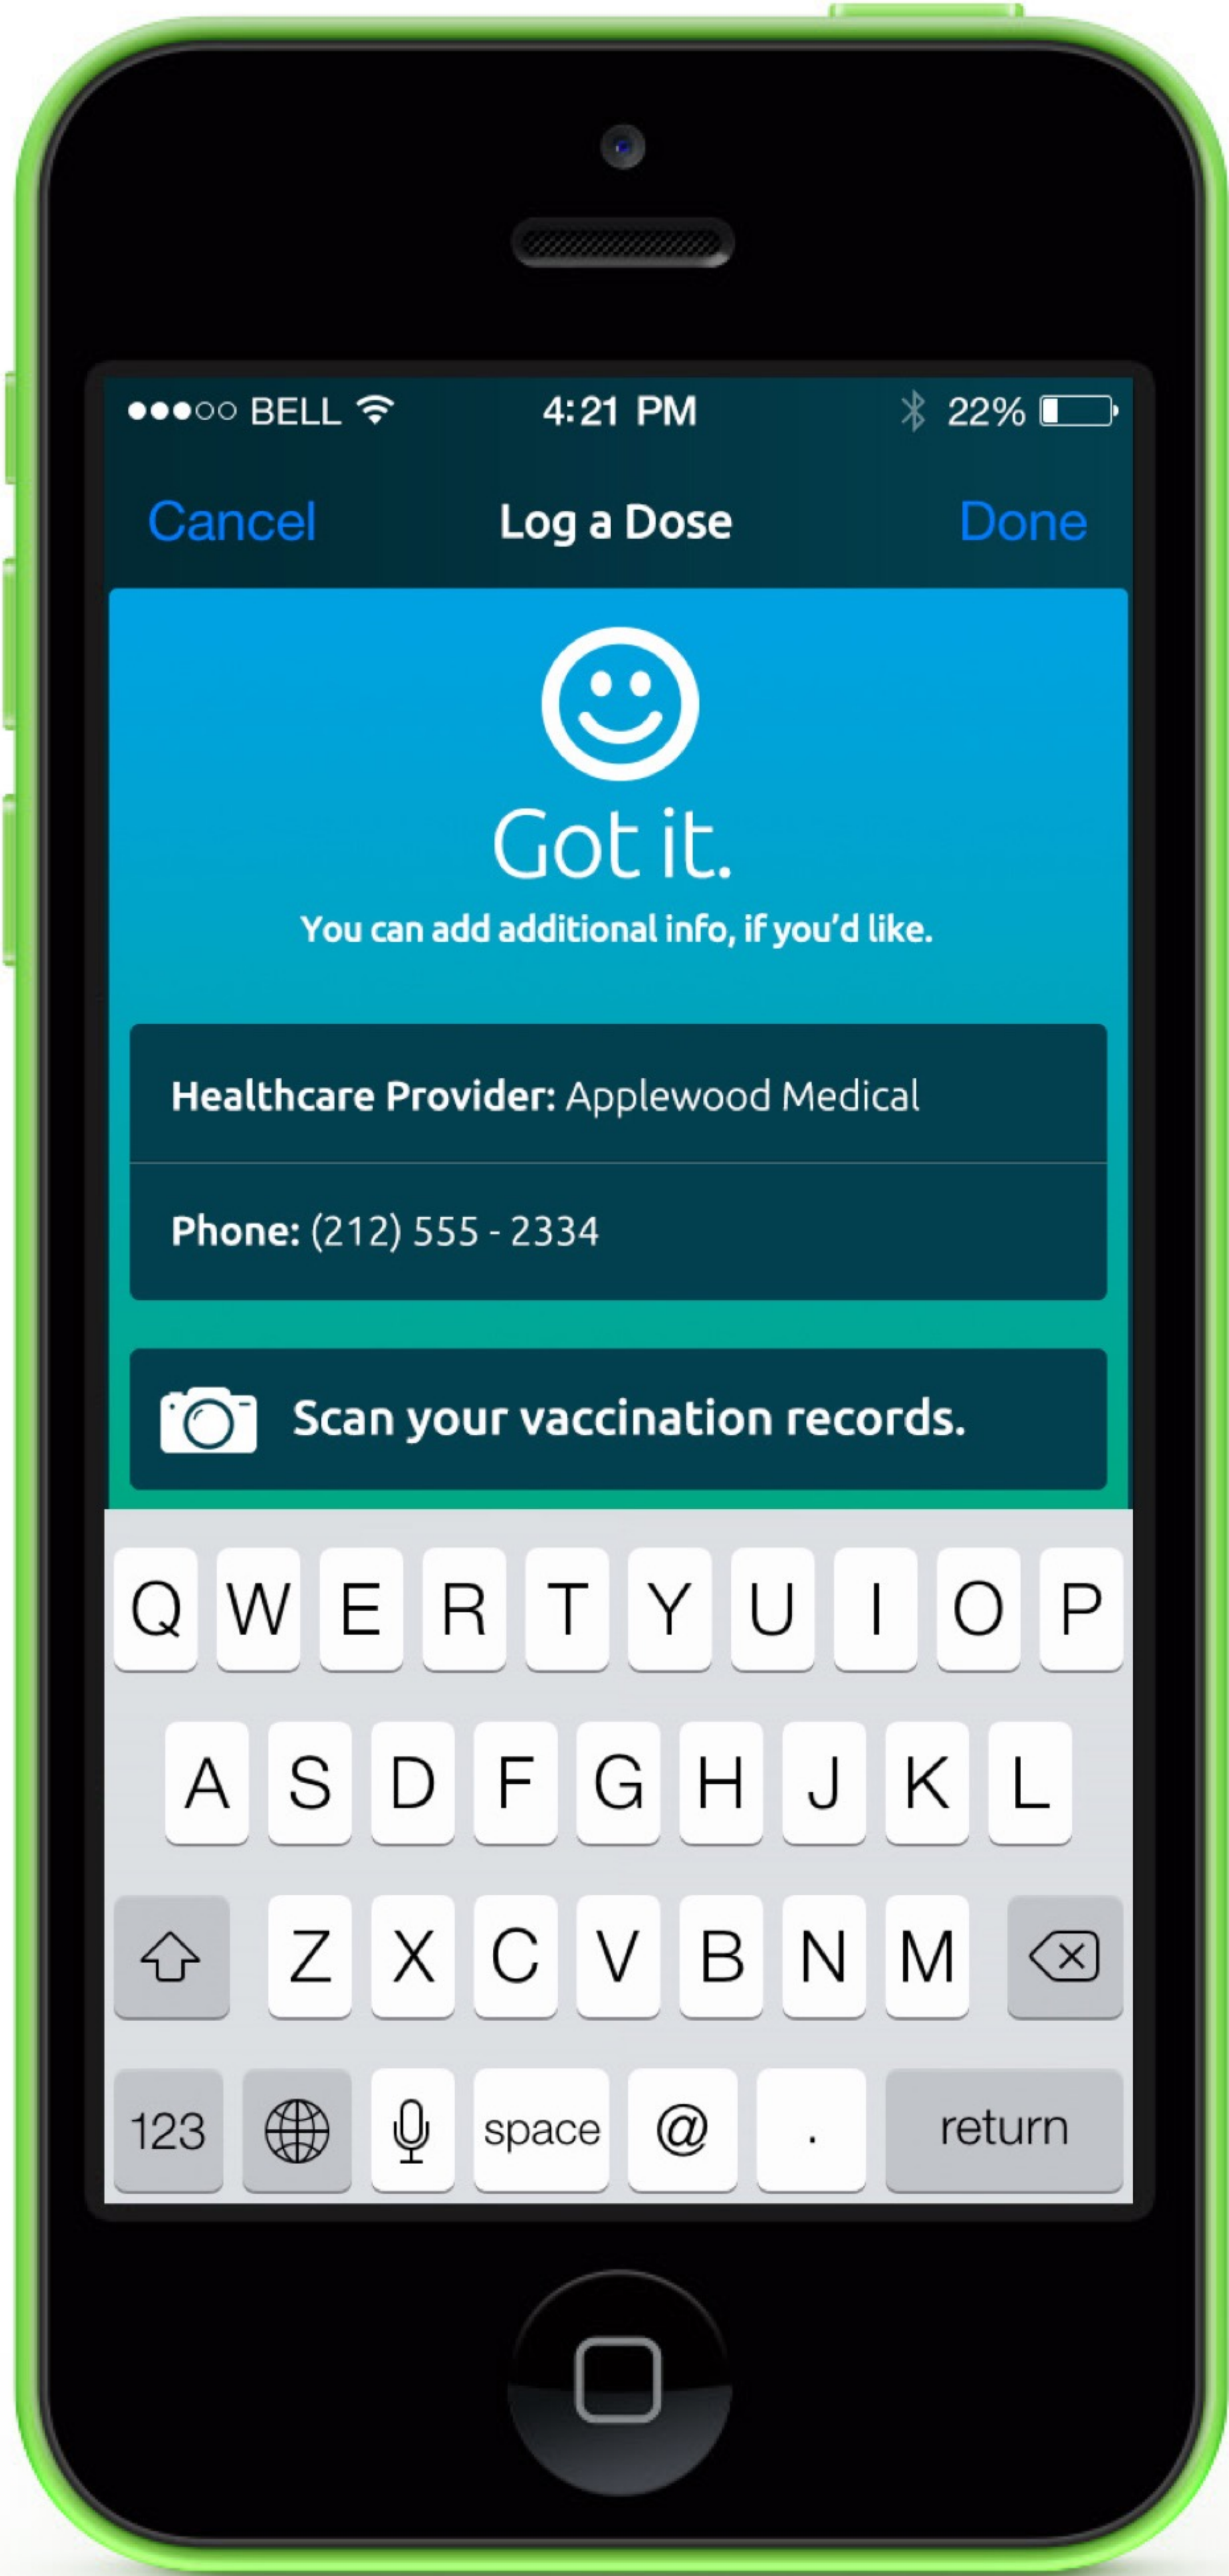 BELL 4:21 PM 22%
Cancel Log a Dose Done
Got it.
You can add additional info, if you'd like.
Healthcare Provider: Applewood Medical
Phone: (212) 555 - 2334
Scan your vaccination records.
Q W E R T Y U I O P
A S D F G H J K L
Z X C V B N M
123 space @ . return